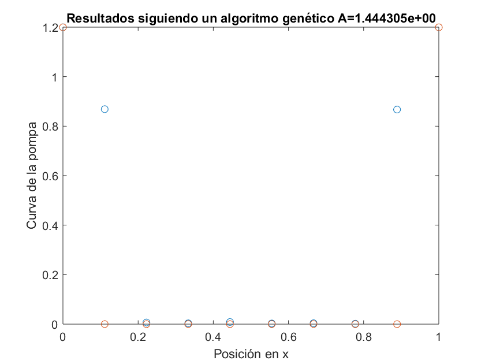 Resultados siguiendo un algoritmo genético A=1.444305e+00
1.2
1
0.8
0.6
0.4
0.2
0
Curva de la pompa
0 0.2 0.4 0.6 0.8 1
Posición en x